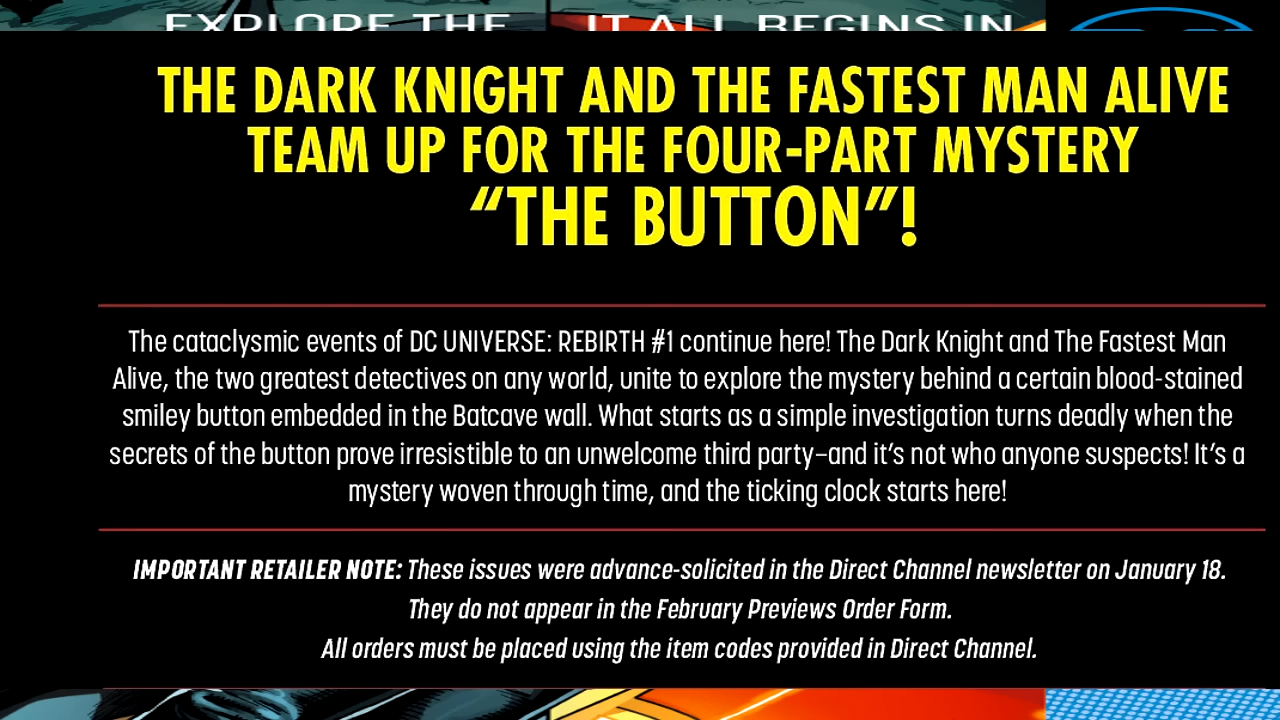 EXPLORE THE IT ALL BEGINS IN
THE DARK KNIGHT AND THE FASTEST MAN ALIVE
TEAM UP FOR THE FOUR-PART MYSTERY
“THE BUTTON”!
The cataclysmic events of DC UNIVERSE: REBIRTH #1 continue here! The Dark Knight and The Fastest Man
Alive, the two greatest detectives on any world, unite to explore the mystery behind a certain blood-stained
smiley button embedded in the Batcave wall. What starts as a simple investigation turns deadly when the
secrets of the button prove irresistible to an unwelcome third party–and it’s not who anyone suspects! It’s a
mystery woven through time, and the ticking clock starts here!
IMPORTANT RETAILER NOTE: These issues were advance-solicited in the Direct Channel newsletter on January 18.
They do not appear in the February Previews Order Form.
All orders must be placed using the item codes provided in Direct Channel.